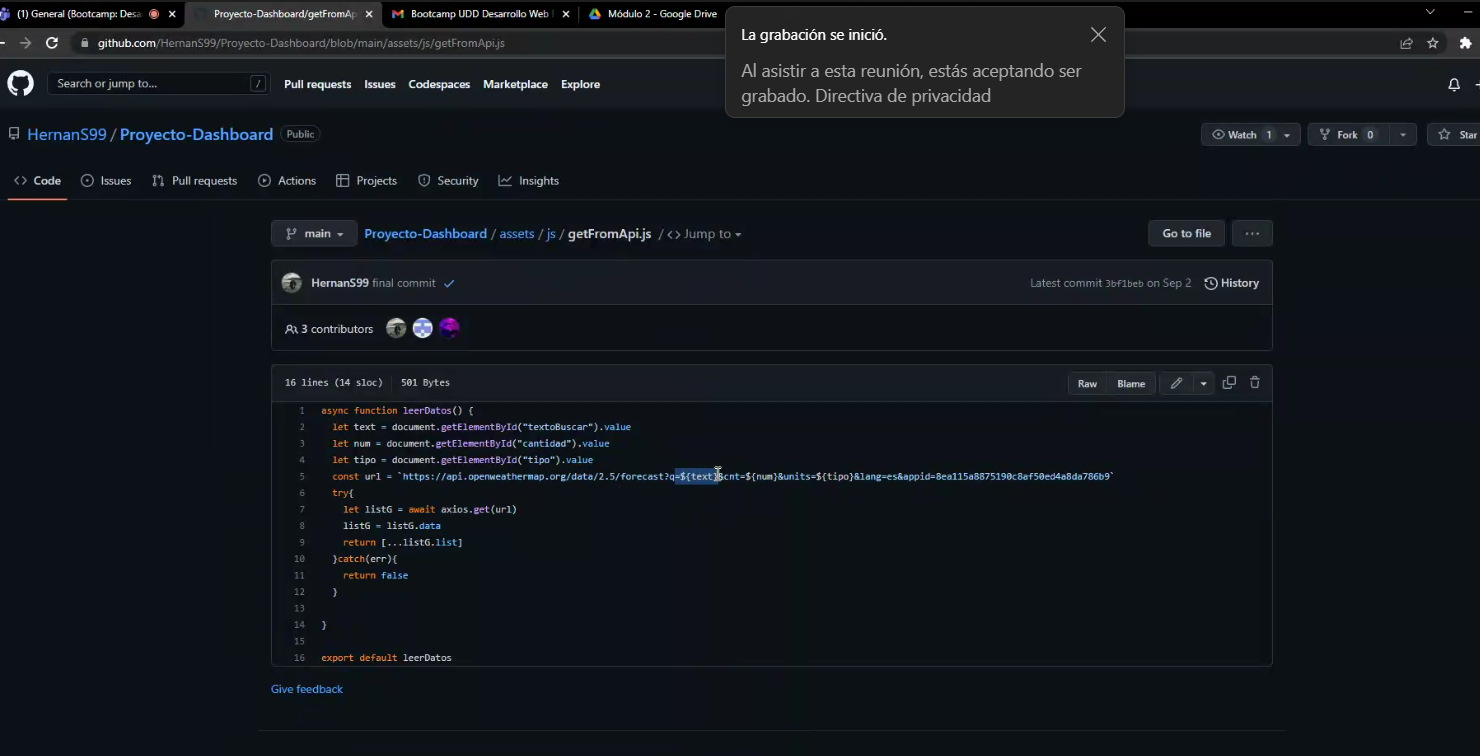 (1) General (Bootcamp: Desa
Proyecto-Dashboard/getFromAp
Bootcamp UDD Desarrollo Web
Módulo 2 - Google Drive
github.com/HernanS99/Proyecto-Dashboard/blob/main/assets/js/getFromApi.js
La grabación se inició.
Al asistir a esta reunión, estás aceptando ser
grabado. Directiva de privacidad
Search or jump to... /
Pull requests Issues Codespaces Marketplace Explore
HernanS99 / Proyecto-Dashboard Public
Watch 1 Fork 0 Star
Code Issues Pull requests Actions Projects Security Insights
main Proyecto-Dashboard / assets / js / getFromApi.js / <> Jump to
Go to file ...
HernanS99 final commit
Latest commit 3bf1beb on Sep 2 History
3 contributors
16 lines (14 sloc) 501 Bytes
Raw Blame
1 async function leerDatos() {
2 let text = document.getElementById("textoBuscar").value
3 let num = document.getElementById("cantidad").value
4 let tipo = document.getElementById("tipo").value
5 const url = `https://api.openweathermap.org/data/2.5/forecast?q=${text}&cnt=${num}&units=${tipo}&lang=es&appid=8ea115a8875190c8af50ed4a8da786b9`
6 try{
7 let listG = await axios.get(url)
8 listG = listG.data
9 return [...listG.list]
10 }catch(err){
11 return false
12 }
13
14 }
15
16 export default leerDatos
Give feedback